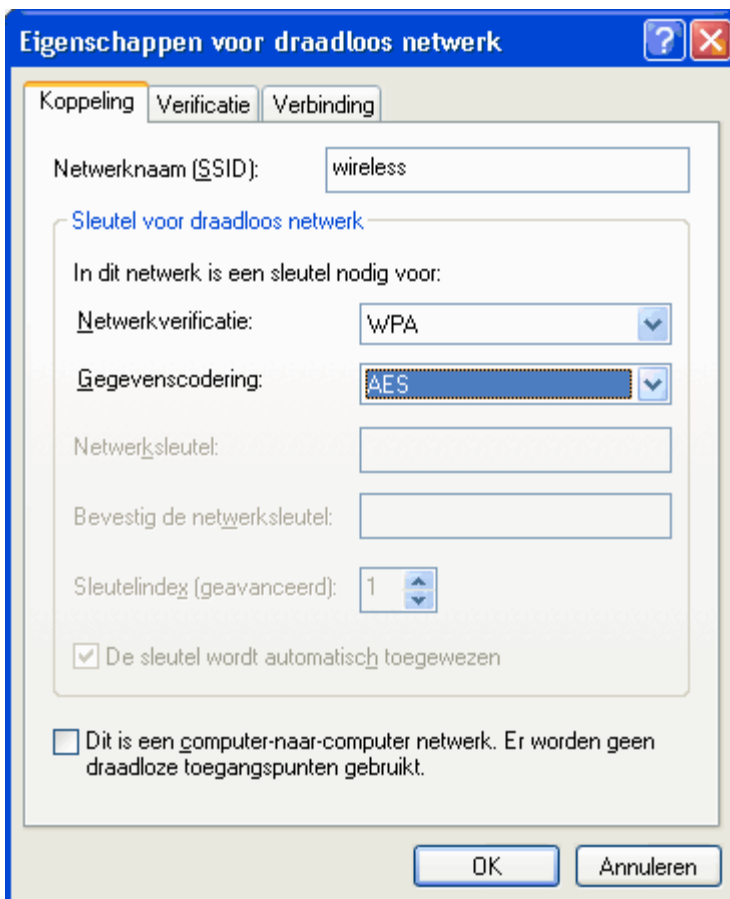 Eigenschappen voor draadloos netwerk
Koppeling Verificatie Verbinding
Netwerknaam (SSID): wireless
Sleutel voor draadloos netwerk
In dit netwerk is een sleutel nodig voor:
Netwerkverificatie: WPA
Gegevenscodering: AES
Netwerksleutel:
Bevestig de netwerksleutel:
Sleutelindex (geavanceerd): 1
De sleutel wordt automatisch toegewezen
Dit is een computer-naar-computer netwerk. Er worden geen
draadloze toegangspunten gebruikt.
OK Annuleren